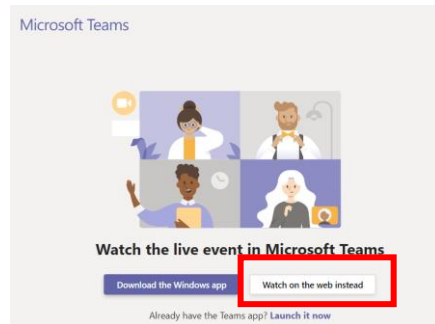 Microsoft Teams
Watch the live event in Microsoft Teams
Download the Windows app
Watch on the web instead
Already have the Teams app? Launch it now